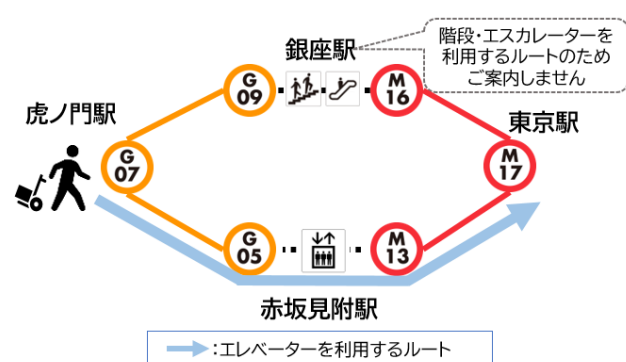 銀座駅
階段・エスカレーターを
利用するルートのため
ご案内しません
G
09
M
16
虎ノ門駅
東京駅
G
07
M
17
G
05
M
13
赤坂見附駅
:エレベーターを利用するルート